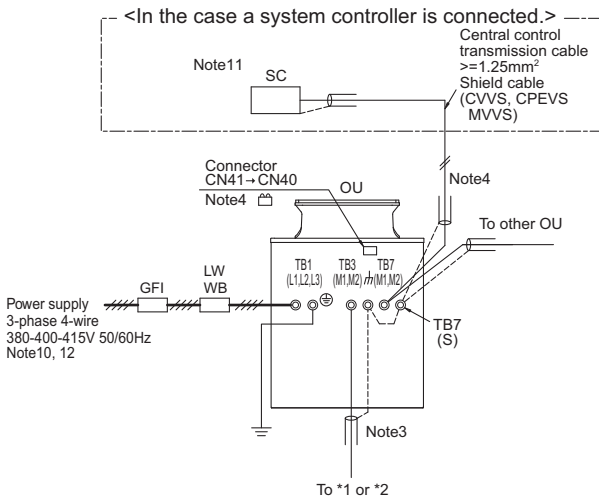 <In the case a system controller is connected.>
Central control
transmission cable
>=1.25mm²
Shield cable
(CVVS, CPEVS
MVVS)
Note11
SC
Connector
CN41→CN40
Note4
OU
Note4
To other OU
TB1
(L1,L2,L3)
TB3
(M1,M2)
TB7
(M1,M2)
LW
GFI
WB
Power supply
3-phase 4-wire
380-400-415V 50/60Hz
Note10, 12
TB7
(S)
Note3
To *1 or *2